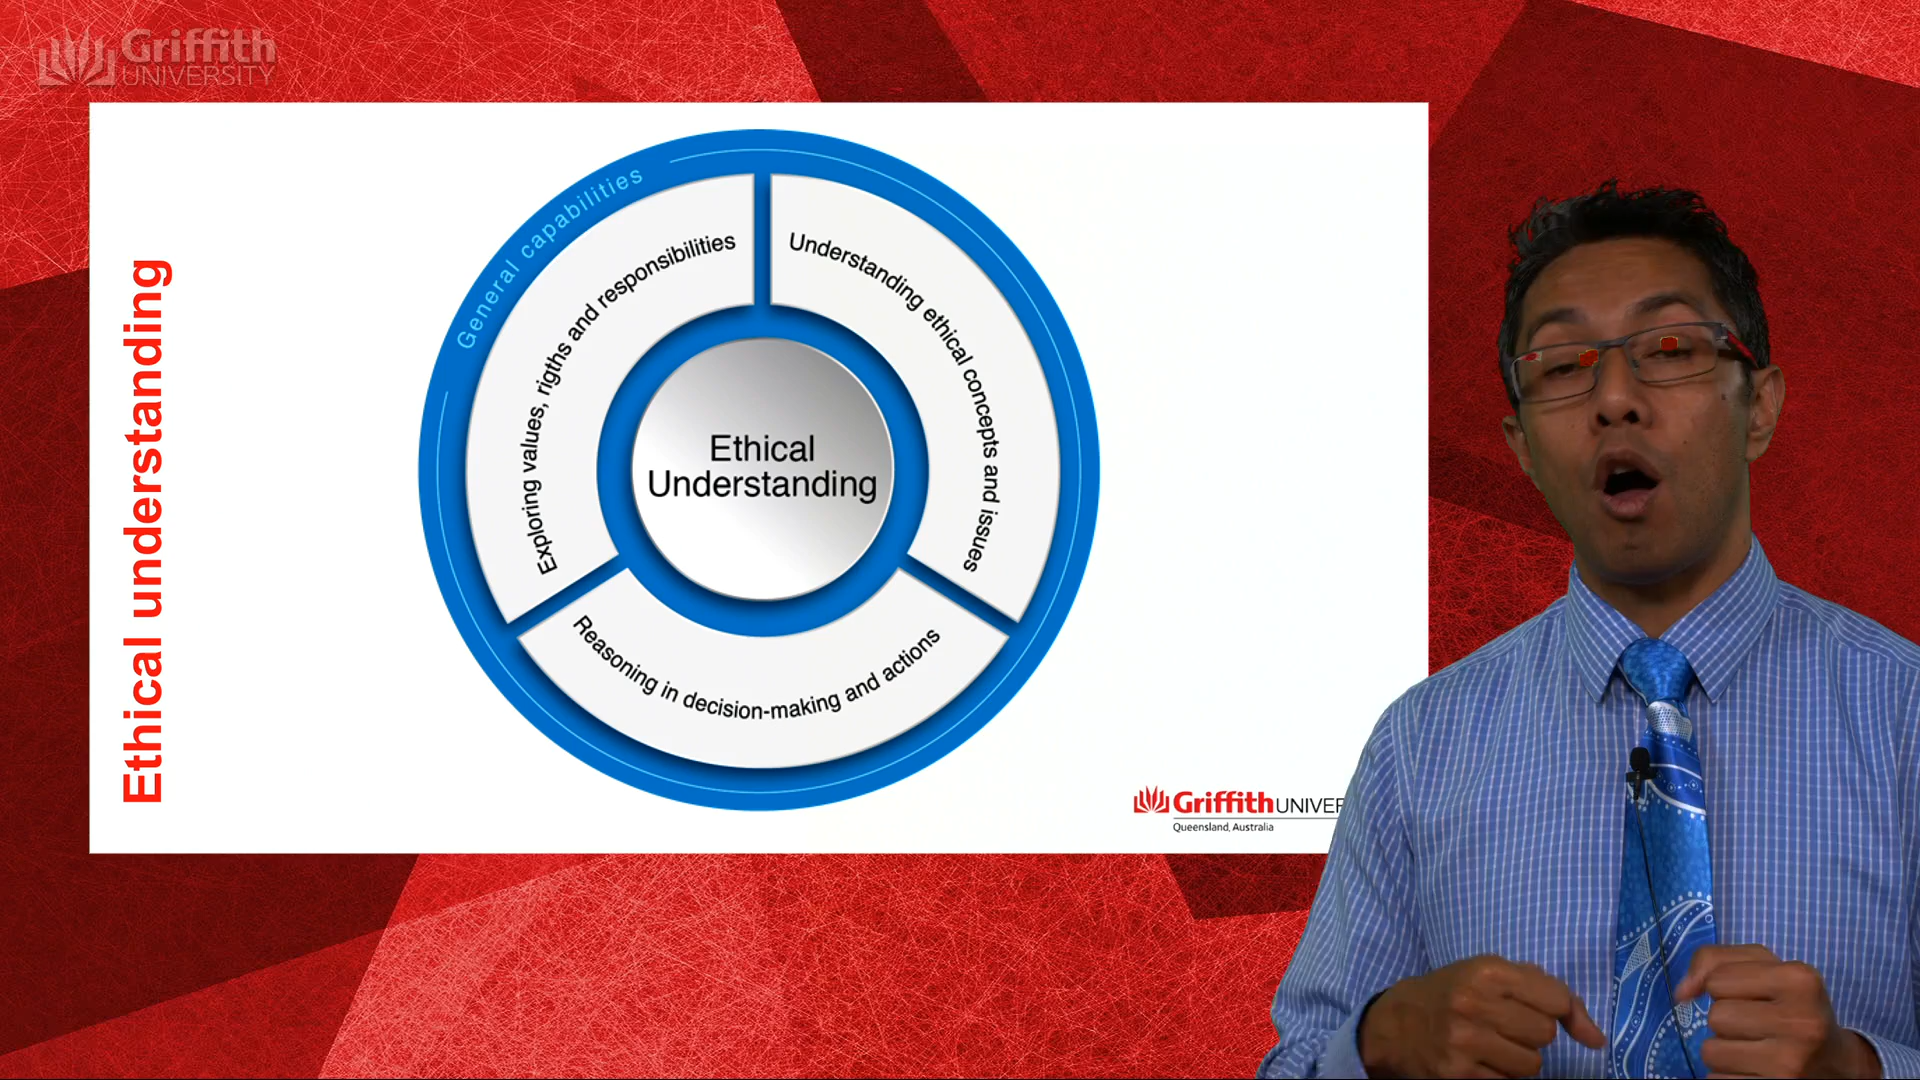 Griffith
UNIVERSITY
Ethical understanding
General capabilities
Exploring values, rigths and responsibilities
Understanding ethical concepts and issues
Ethical
Understanding
Reasoning in decision-making and actions
Griffith UNIVER
Queensland, Australia